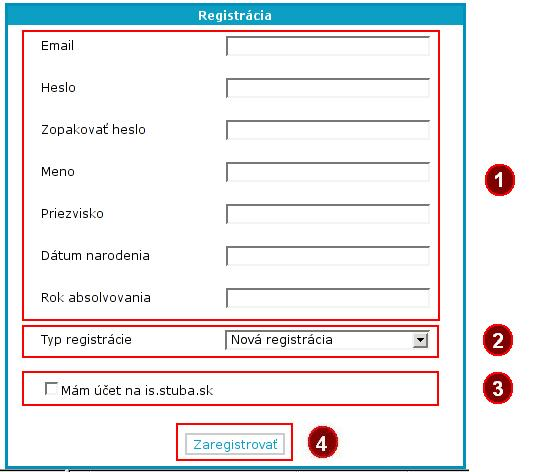 Registrácia
Email
Heslo
Zopakovať heslo
Meno
1
Priezvisko
Dátum narodenia
Rok absolvovania
Typ registrácie Nová registrácia 2
Mám účet na is.stuba.sk 3
Zaregistrovať 4